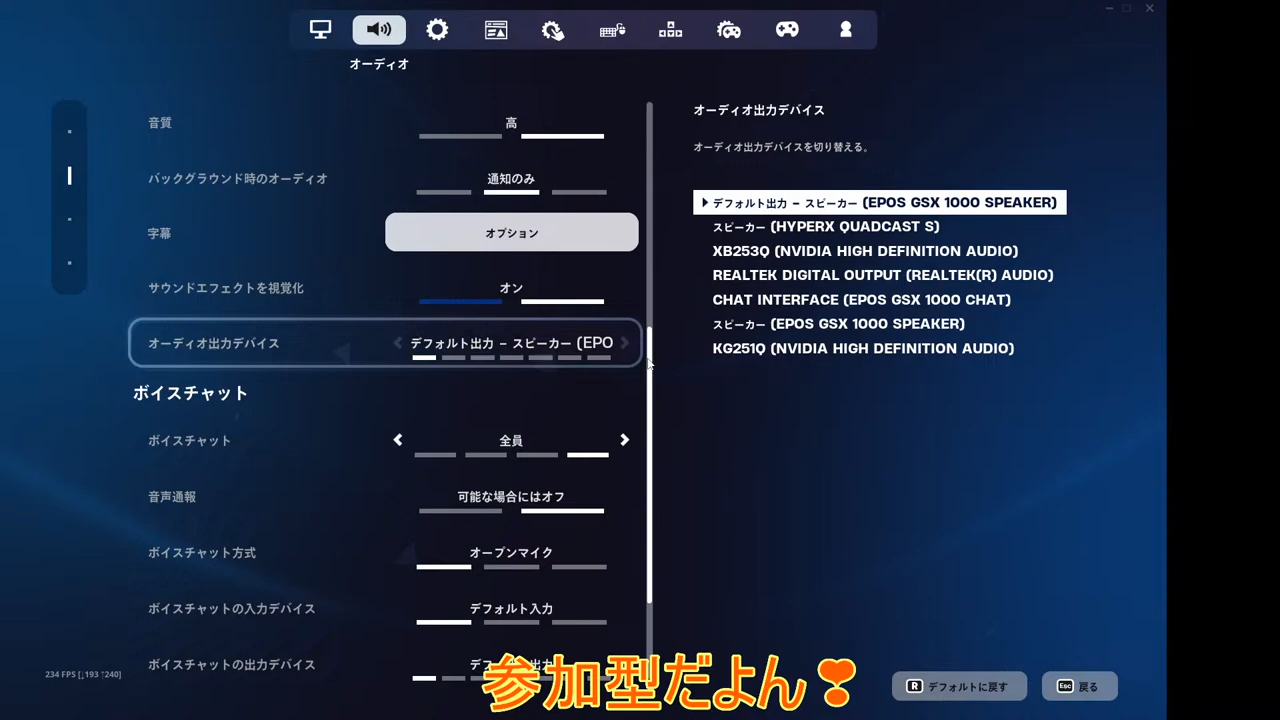 オーディオ
音質
高
バックグラウンド時のオーディオ
通知のみ
字幕
オプション
サウンドエフェクトを視覚化
オン
オーディオ出力デバイス
デフォルト出力 - スピーカー (EPO
ボイスチャット
ボイスチャット
全員
音声通報
可能な場合にはオフ
ボイスチャット方式
オープンマイク
ボイスチャットの入力デバイス
デフォルト入力
ボイスチャットの出力デバイス
オーディオ出力デバイス
オーディオ出力デバイスを切り替える。
デフォルト出力 - スピーカー (EPOS GSX 1000 SPEAKER)
スピーカー (HYPERX QUADCAST S)
XB253Q (NVIDIA HIGH DEFINITION AUDIO)
REALTEK DIGITAL OUTPUT (REALTEK(R) AUDIO)
CHAT INTERFACE (EPOS GSX 1000 CHAT)
スピーカー (EPOS GSX 1000 SPEAKER)
KG251Q (NVIDIA HIGH DEFINITION AUDIO)
234 FPS [↓193 ↑240]
参加型だよん❣
R デフォルトに戻す
Esc 戻る